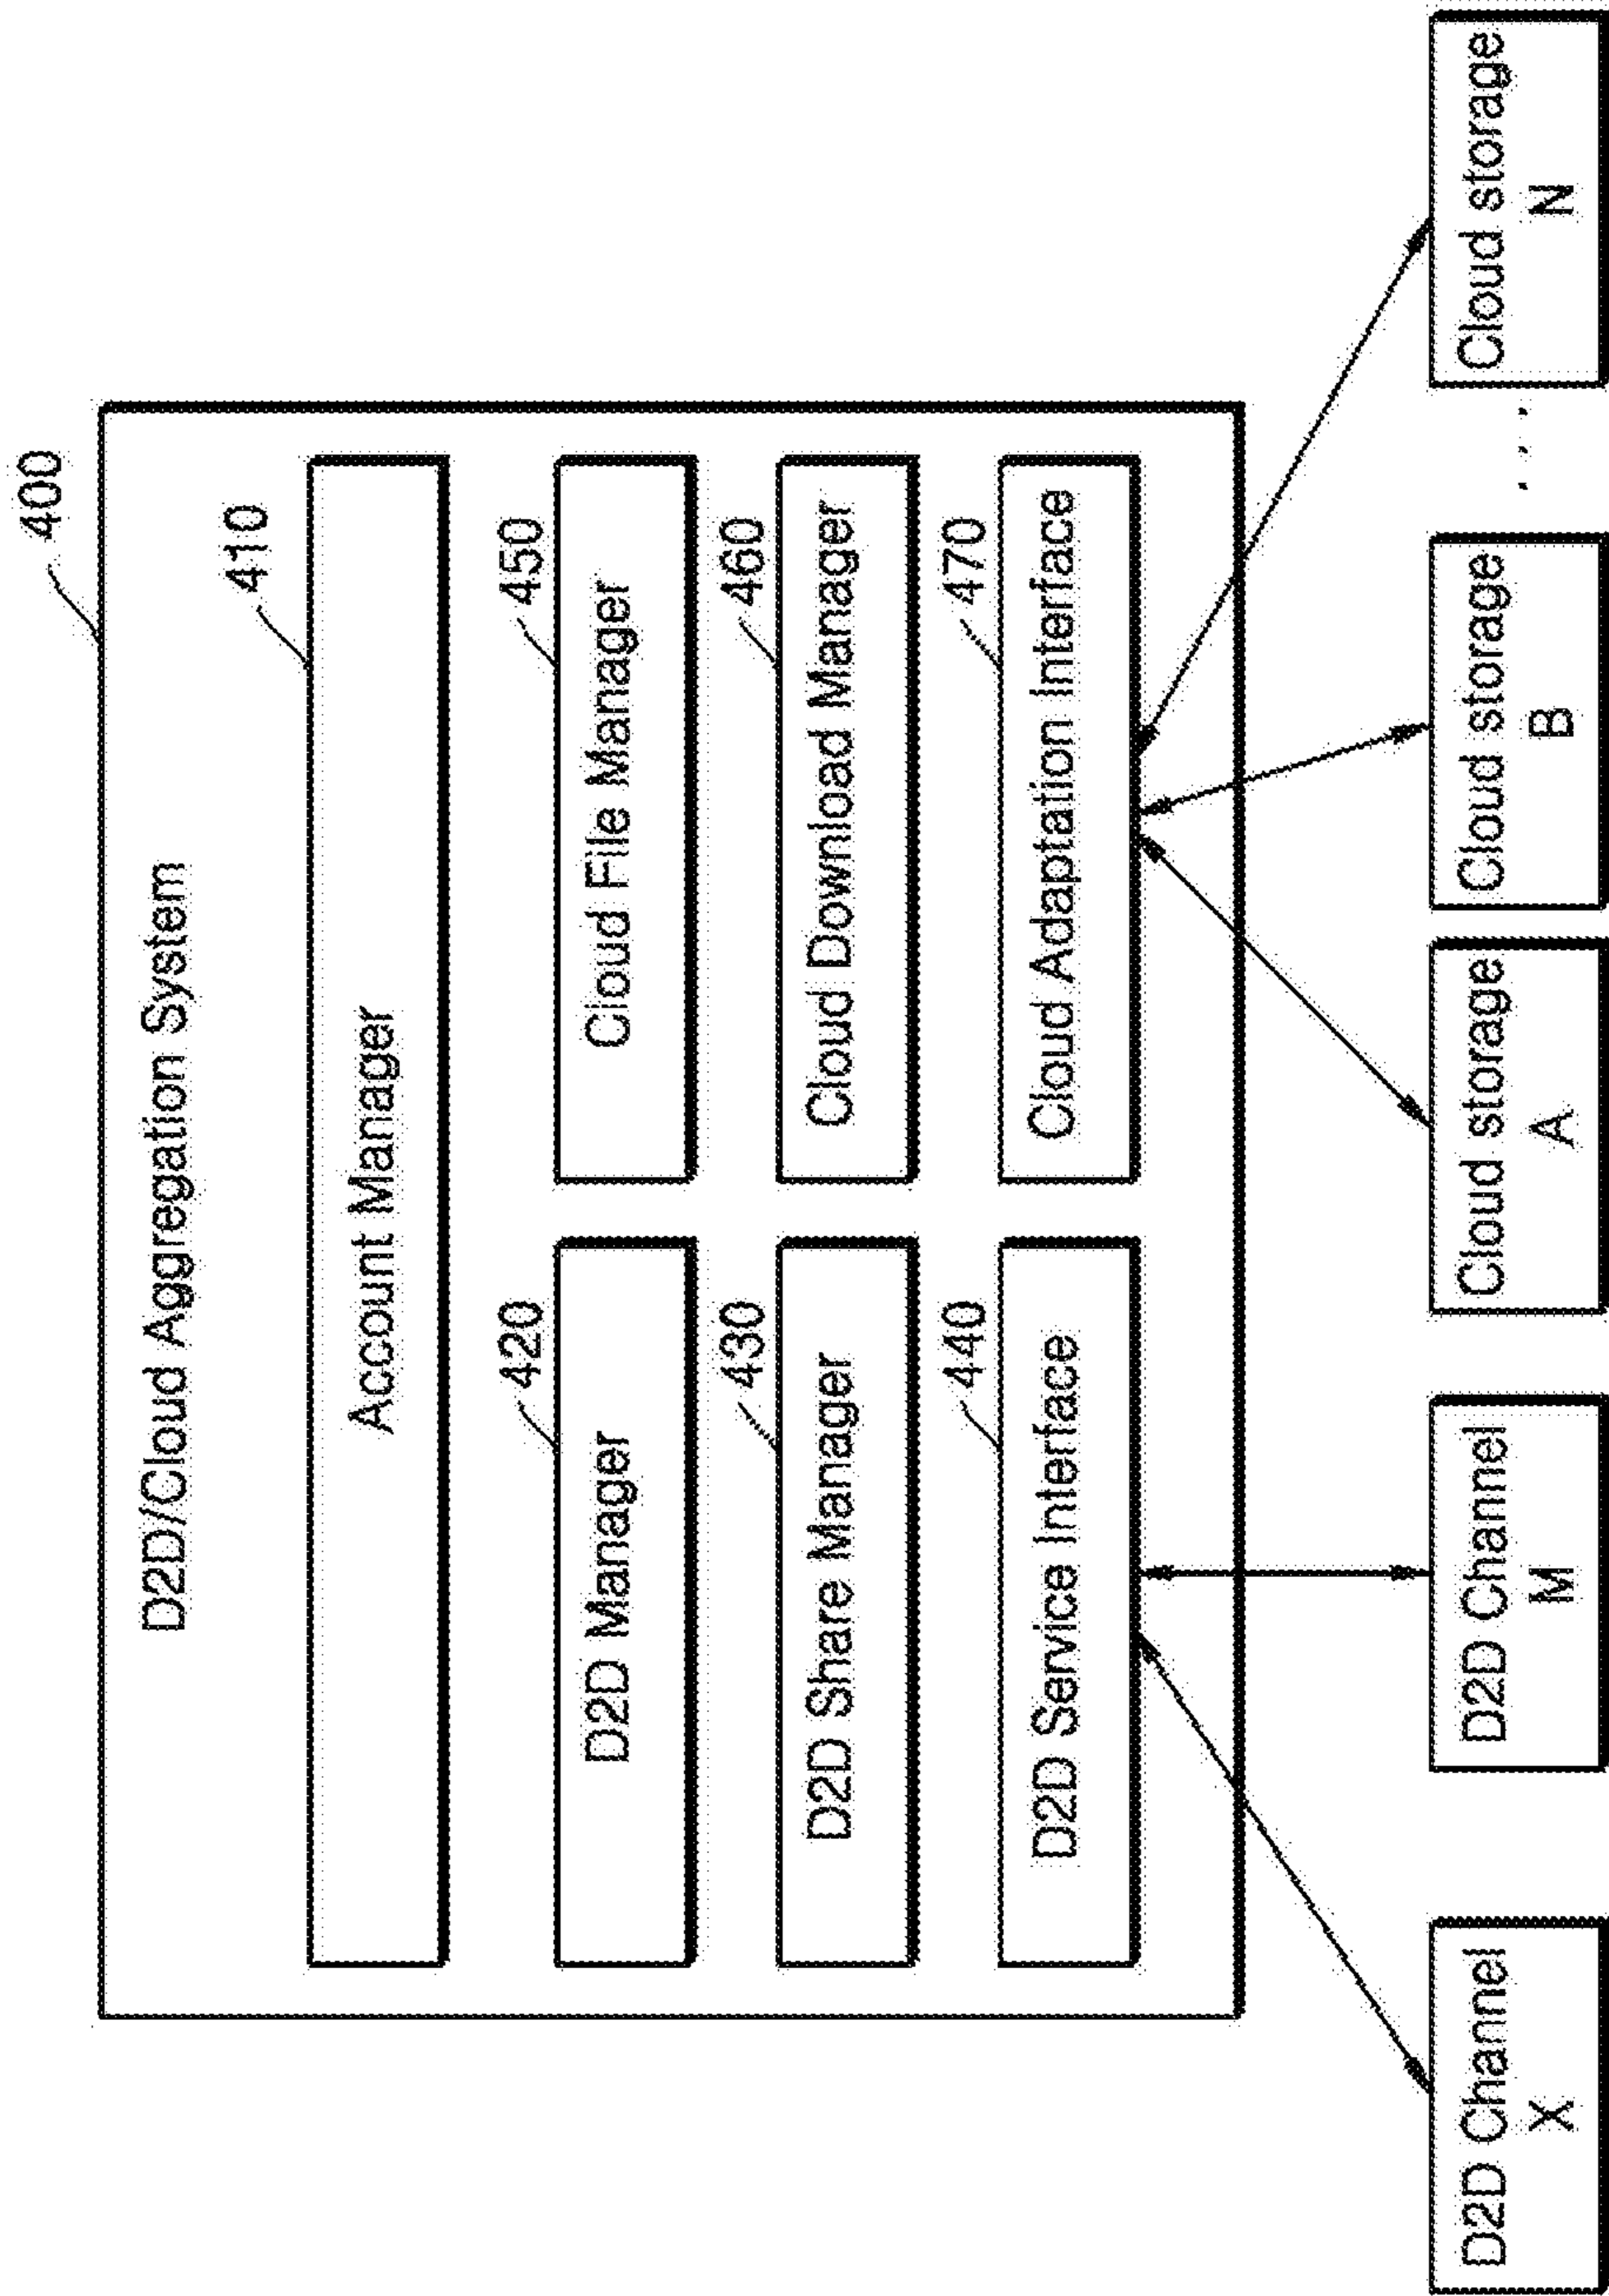 400
D2D/Cloud Aggregation System
410
Account Manager
420
D2D Manager
450
Cloud File Manager
430
D2D Share Manager
460
Cloud Download Manager
440
D2D Service Interface
470
Cloud Adaptation Interface
D2D Channel
X
D2D Channel
M
Cloud storage
A
Cloud storage
B
...
Cloud storage
N